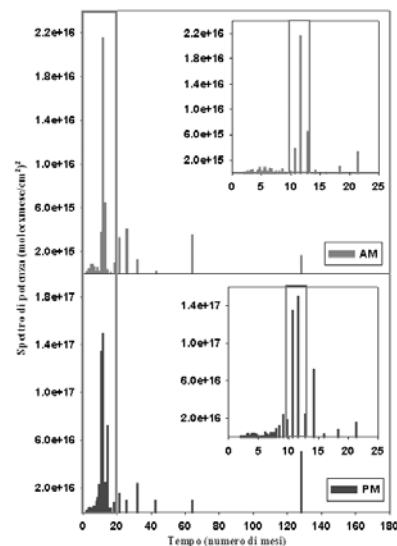 Spettro di potenza (molecxmese/cm²)²
2.2e+16
1.8e+16
1.4e+16
1.0e+16
6.0e+15
2.0e+15
2.2e+16
1.8e+16
1.4e+16
1.0e+16
6.0e+15
2.0e+15
0 5 10 15 20 25
AM
1.8e+17
1.4e+17
1.0e+17
6.0e+16
2.0e+16
1.4e+17
1.0e+17
6.0e+16
2.0e+16
0 5 10 15 20 25
PM
0 20 40 60 80 100 120 140 160 180
Tempo (numero di mesi)